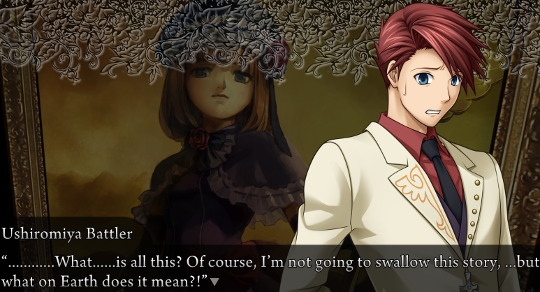 Ushiromiya Battler
“...........What......is all this? Of course, I’m not going to swallow this story, ...but
what on Earth does it mean?!”▼